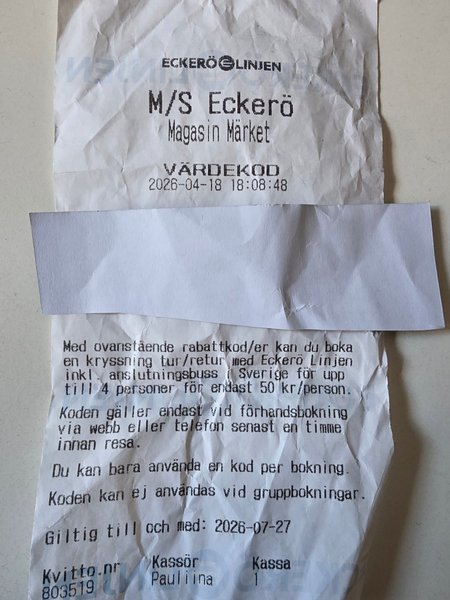 ECKERÖ LINJEN
M/S Eckerö
Magasin Märket
VÄRDEKOD
2026-04-18 18:08:48
Med ovanstående rabattkod/er kan du boka
en kryssning tur/retur med Eckerö Linjen
inkl. anslutningsbuss i Sverige för upp
till 4 personer för endast 50 kr/person.
Koden gäller endast vid förhandsbokning
via webb eller telefon senast en timme
innan resa.
Du kan bara använda en kod per bokning.
Koden kan ej användas vid gruppbokningar.
Giltig till och med: 2026-07-27
Kvitto.nr Kassör Kassa
803519 Pauliina 1